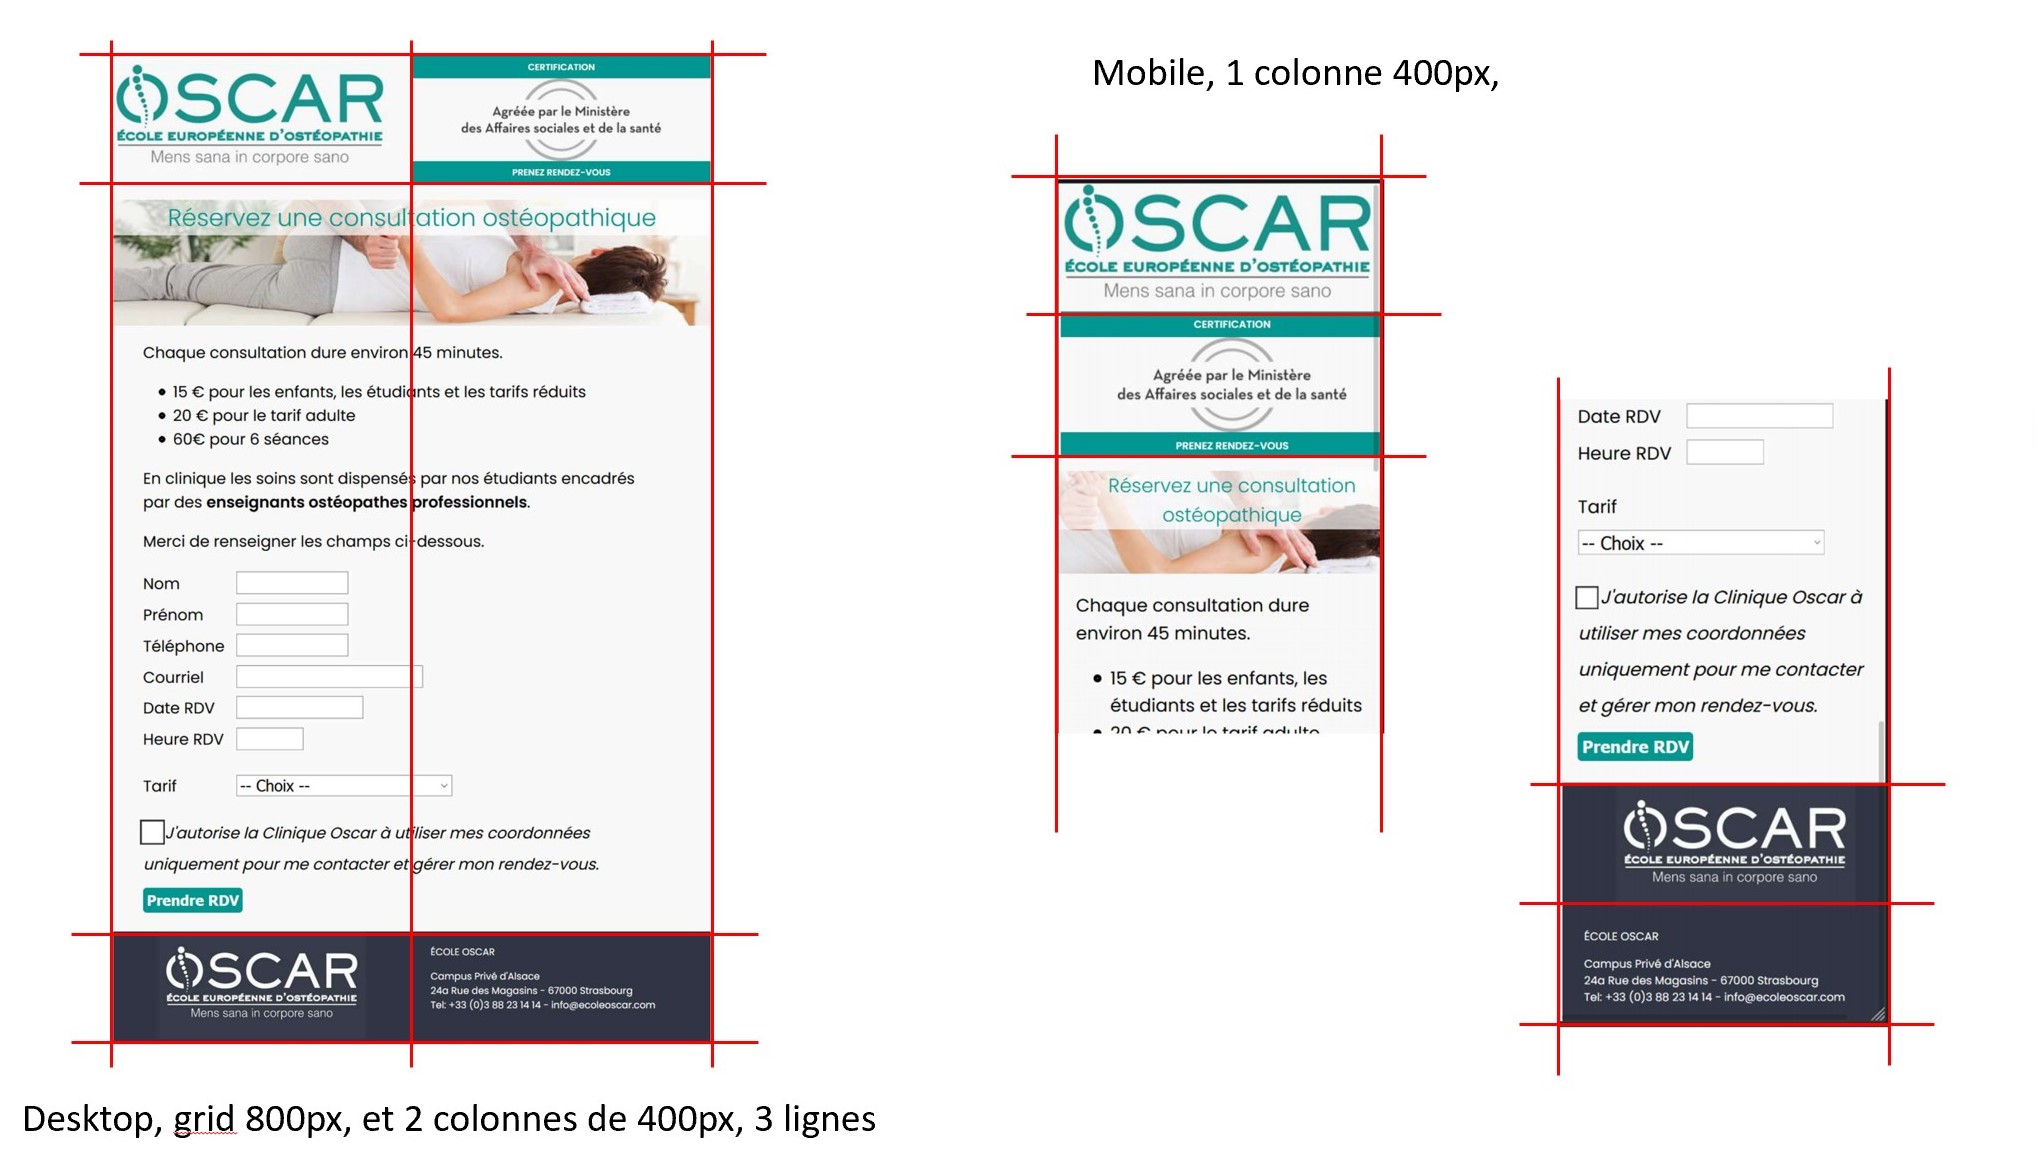 OSCAR
ÉCOLE EUROPÉENNE D'OSTÉOPATHIE
Mens sana in corpore sano
CERTIFICATION
Agréée par le Ministère
des Affaires sociales et de la santé
PRENEZ RENDEZ-VOUS
Réservez une consultation ostéopathique
Chaque consultation dure environ 45 minutes.
• 15 € pour les enfants, les étudiants et les tarifs réduits
• 20 € pour le tarif adulte
• 60€ pour 6 séances
En clinique les soins sont dispensés par nos étudiants encadrés
par des enseignants ostéopathes professionnels.
Merci de renseigner les champs ci-dessous.
Nom
Prénom
Téléphone
Courriel
Date RDV
Heure RDV
Tarif
-- Choix --
J'autorise la Clinique Oscar à utiliser mes coordonnées
uniquement pour me contacter et gérer mon rendez-vous.
Prendre RDV
OSCAR
ÉCOLE EUROPÉENNE D'OSTÉOPATHIE
Mens sana in corpore sano
ÉCOLE OSCAR
Campus Privé d'Alsace
24a Rue des Magasins - 67000 Strasbourg
Tel: +33 (0)3 88 23 14 14 - info@ecoleoscar.com
Desktop, grid 800px, et 2 colonnes de 400px, 3 lignes
Mobile, 1 colonne 400px,
OSCAR
ÉCOLE EUROPÉENNE D'OSTÉOPATHIE
Mens sana in corpore sano
CERTIFICATION
Agréée par le Ministère
des Affaires sociales et de la santé
PRENEZ RENDEZ-VOUS
Réservez une consultation
ostéopathique
Chaque consultation dure
environ 45 minutes.
• 15 € pour les enfants, les
étudiants et les tarifs réduits
• 20 € pour le tarif adulte
Date RDV
Heure RDV
Tarif
-- Choix --
J'autorise la Clinique Oscar à
utiliser mes coordonnées
uniquement pour me contacter
et gérer mon rendez-vous.
Prendre RDV
OSCAR
ÉCOLE EUROPÉENNE D'OSTÉOPATHIE
Mens sana in corpore sano
ÉCOLE OSCAR
Campus Privé d'Alsace
24a Rue des Magasins - 67000 Strasbourg
Tel: +33 (0)3 88 23 14 14 - info@ecoleoscar.com